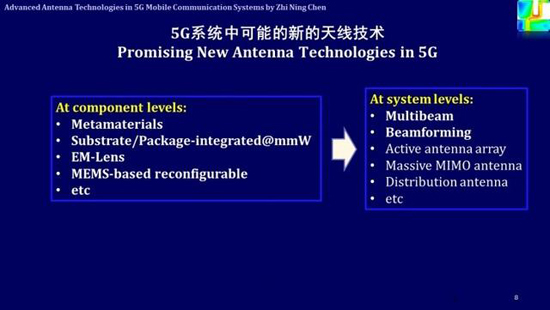 Advanced Antenna Technologies in 5G Mobile Communication Systems by Zhi Ning Chen
5G系统中可能的新的天线技术
Promising New Antenna Technologies in 5G
At component levels:
• Metamaterials
• Substrate/Package-integrated@mmW
• EM-Lens
• MEMS-based reconfigurable
• etc
At system levels:
• Multibeam
• Beamforming
• Active antenna array
• Massive MIMO antenna
• Distribution antenna
• etc
8